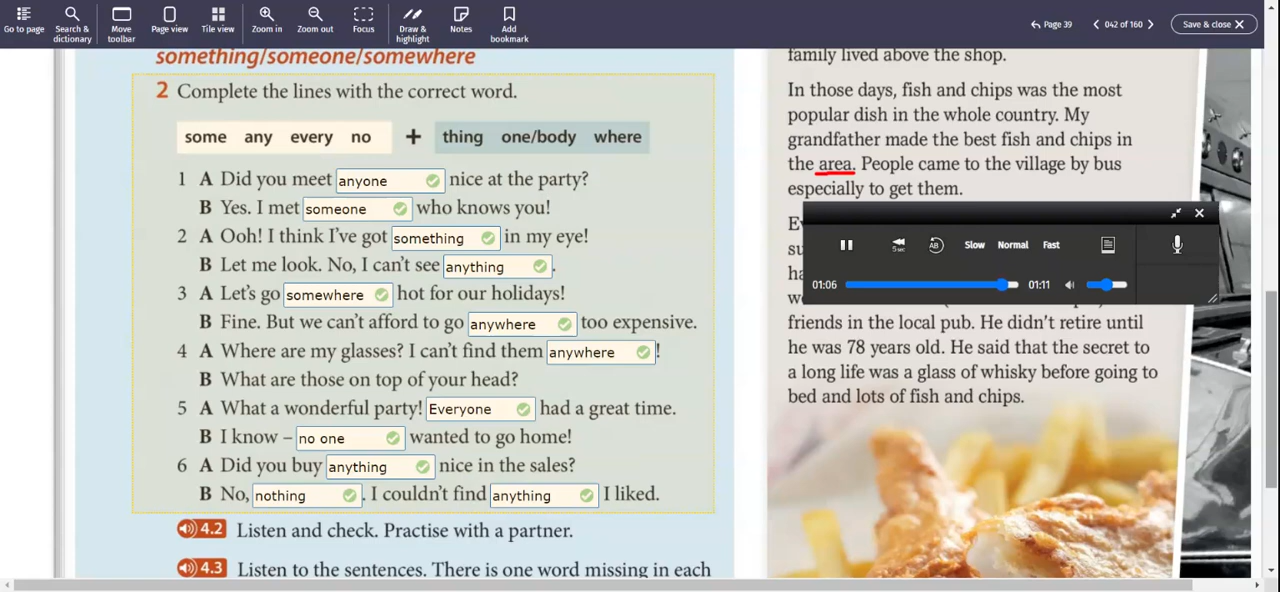 Go to page
Search & dictionary
Move toolbar
Page view
Tile view
Zoom in
Zoom out
Focus
Draw & highlight
Notes
Add bookmark
Page 39
042 of 160
Save & close
something/someone/somewhere
2 Complete the lines with the correct word.
some any every no + thing one/body where
1 A Did you meet anyone nice at the party?
B Yes. I met someone who knows you!
2 A Ooh! I think I've got something in my eye!
B Let me look. No, I can't see anything .
3 A Let's go somewhere hot for our holidays!
B Fine. But we can't afford to go anywhere too expensive.
4 A Where are my glasses? I can't find them anywhere !
B What are those on top of your head?
5 A What a wonderful party! Everyone had a great time.
B I know – no one wanted to go home!
6 A Did you buy anything nice in the sales?
B No, nothing . I couldn't find anything I liked.
4.2 Listen and check. Practise with a partner.
4.3 Listen to the sentences. There is one word missing in each
family lived above the shop.
In those days, fish and chips was the most
popular dish in the whole country. My
grandfather made the best fish and chips in
the area. People came to the village by bus
especially to get them.
5 sec
AB
Slow Normal Fast
01:06
01:11
friends in the local pub. He didn't retire until
he was 78 years old. He said that the secret to
a long life was a glass of whisky before going to
bed and lots of fish and chips.